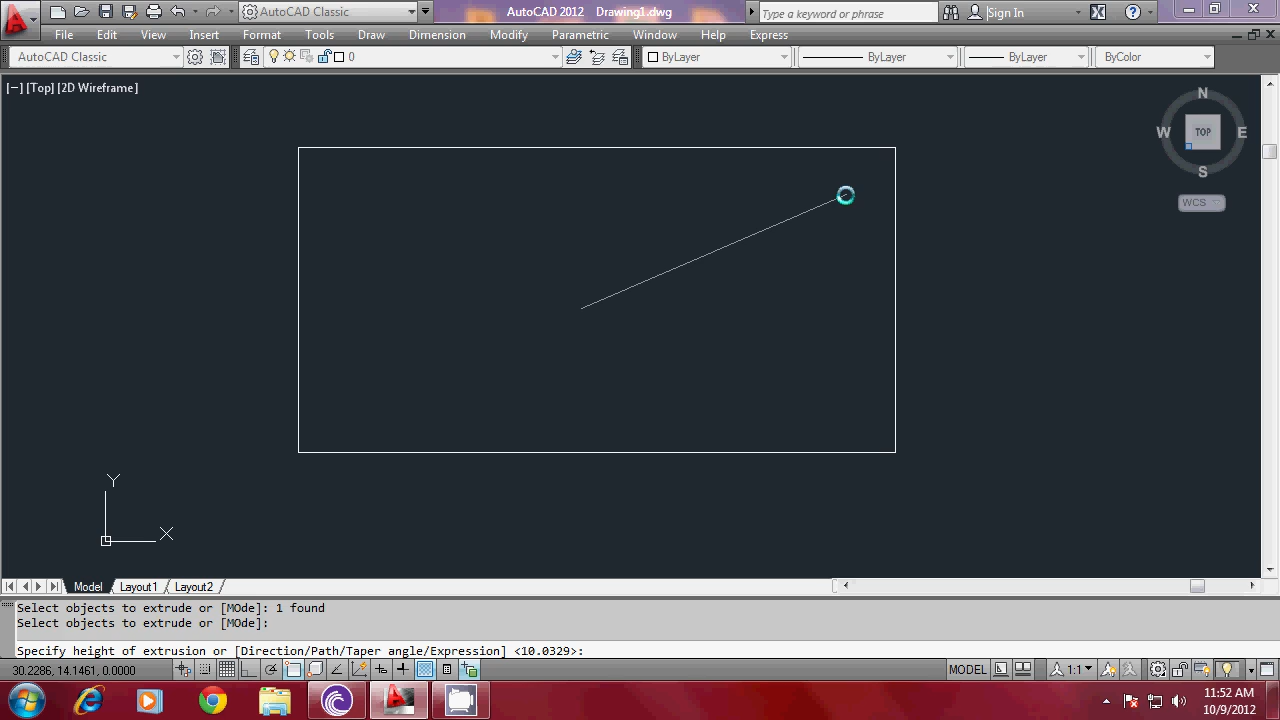 AutoCAD Classic
AutoCAD 2012 Drawing1.dwg
Type a keyword or phrase
Sign In
File Edit View Insert Format Tools Draw Dimension Modify Parametric Window Help Express
AutoCAD Classic
0
ByLayer
ByLayer
ByLayer
ByColor
[−] [Top] [2D Wireframe]
N
W TOP E
S
WCS
Y
X
Model Layout1 Layout2
Select objects to extrude or [MOde]: 1 found
Select objects to extrude or [MOde]:
Specify height of extrusion or [Direction/Path/Taper angle/Expression] <10.0329>:
30.2286, 14.1461, 0.0000
MODEL
1:1
11:52 AM
10/9/2012